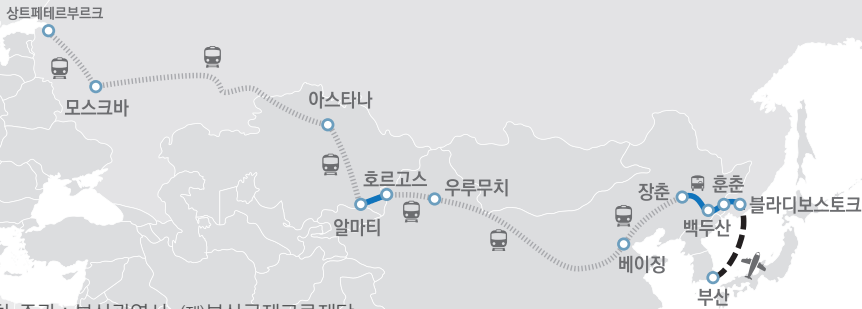 상트페테르부르크
모스크바
아스타나
호르고스
우루무치
알마티
장춘
훈춘
블라디보스토크
백두산
베이징
부산